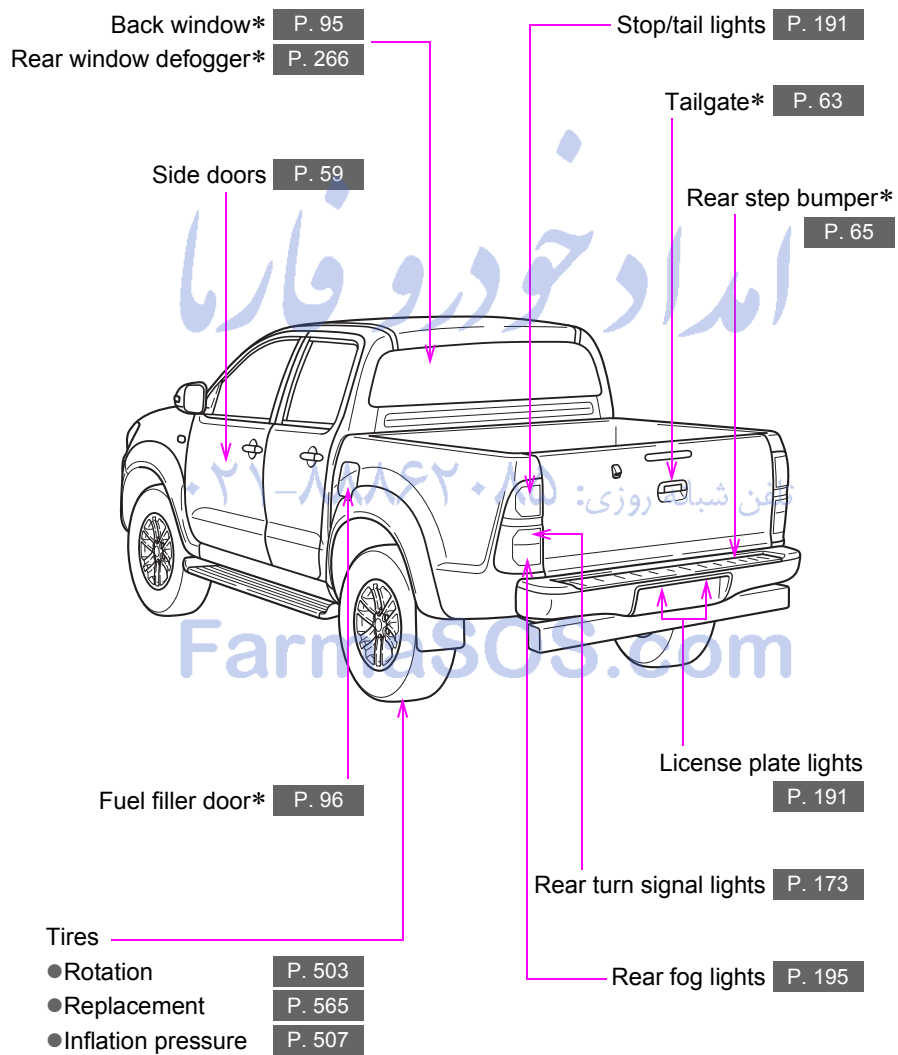 Back window* P. 95
Rear window defogger* P. 266
Stop/tail lights P. 191
Tailgate* P. 63
Side doors P. 59
Rear step bumper*
P. 65
امداد خودرو فارما
تلفن شبانه روزی: ۰۲۱-۸۸۸۶۲۰۸۵
FarmaSOS.com
License plate lights
P. 191
Fuel filler door* P. 96
Rear turn signal lights P. 173
Tires
●Rotation P. 503
●Replacement P. 565
●Inflation pressure P. 507
Rear fog lights P. 195